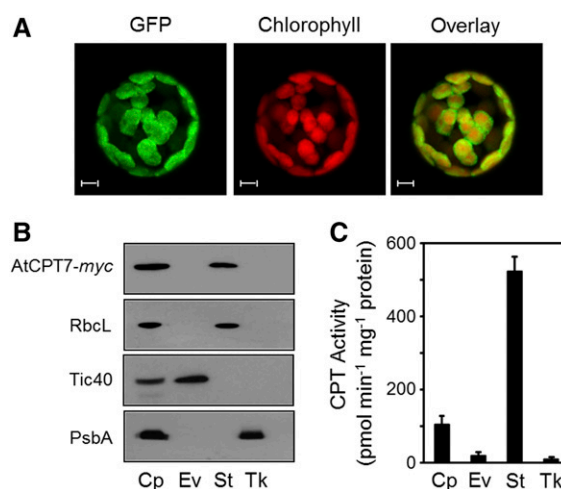 A
GFP
Chlorophyll
Overlay
B
AtCPT7-myc
RbcL
Tic40
PsbA
Cp Ev St Tk
C
CPT Activity
(pmol min-1 mg-1 protein)
600
400
200
0
Cp Ev St Tk